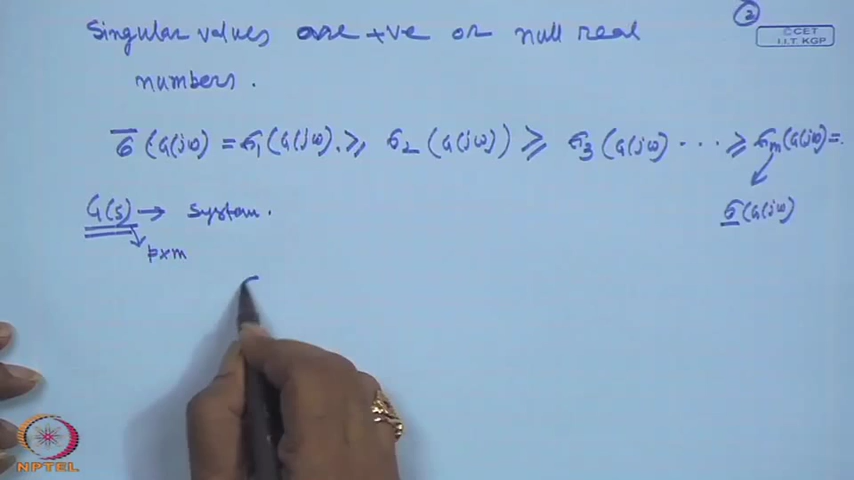 Singular values are +ve or null real
numbers.
②
© CET
I.I.T. KGP
σ̅(G(jω)) = σ₁(G(jω)) ≥ σ₂(G(jω)) ≥ σ₃(G(jω)) ··· ≥ σₘ(G(jω)) =
σ̲(G(jω))
G(s) → System.
p×m
NPTEL